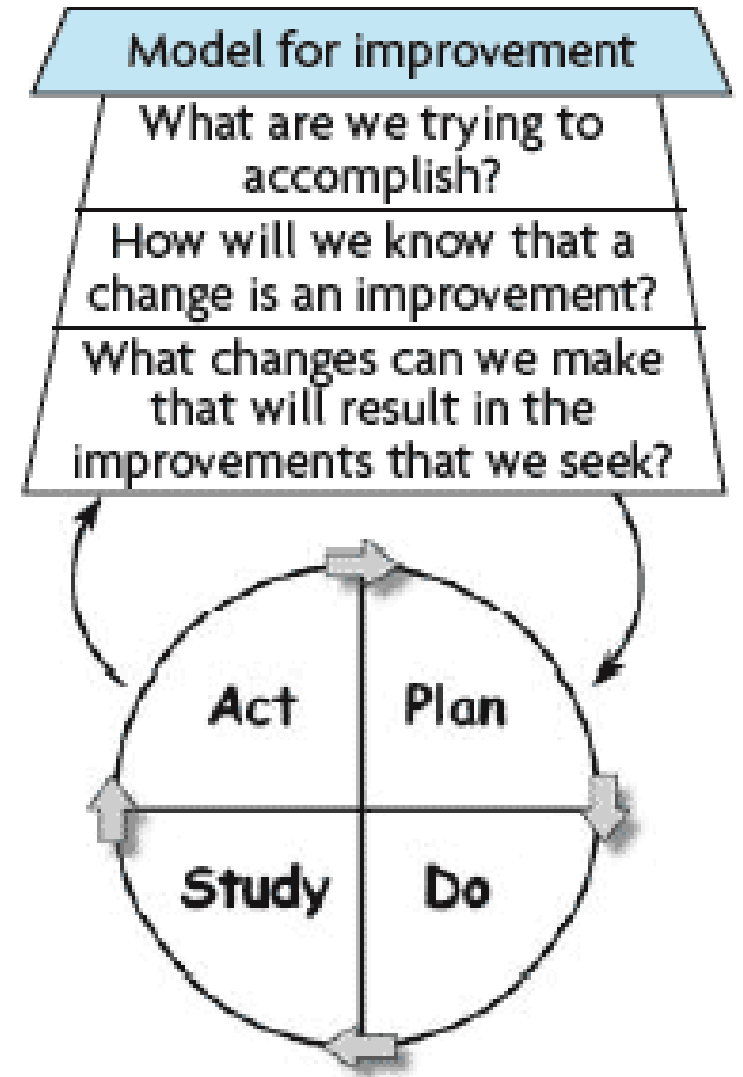 Model for improvement
What are we trying to
accomplish?
How will we know that a
change is an improvement?
What changes can we make
that will result in the
improvements that we seek?
Act
Plan
Study
Do